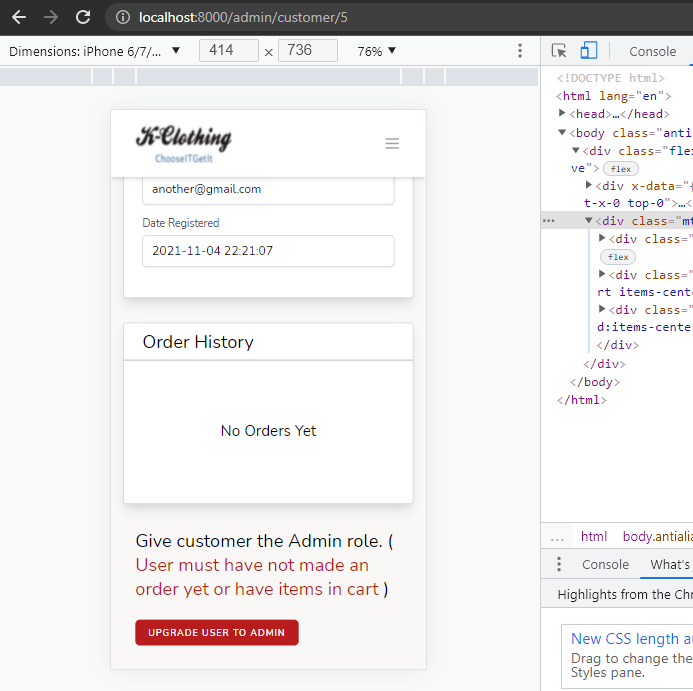 localhost:8000/admin/customer/5
Dimensions: iPhone 6/7/... ▼ 414 × 736 76% ▼
Console
<!DOCTYPE html>
<html lang="en">
▶<head>…</head>
▼<body class="anti
▼<div class="flex
ve"> flex
▶<div x-data="{
t-x-0 top-0">…<
▼<div class="mt
▶<div class="
flex
▶<div class="
rt items-cente
▶<div class="
d:items-center
</div>
</div>
</body>
</html>
K-Clothing
ChooseITGetIt
another@gmail.com
Date Registered
2021-11-04 22:21:07
Order History
No Orders Yet
Give customer the Admin role. (
User must have not made an
order yet or have items in cart )
UPGRADE USER TO ADMIN
... html body.antialia
Console What's
Highlights from the Chr
New CSS length au
Drag to change the
Styles pane.